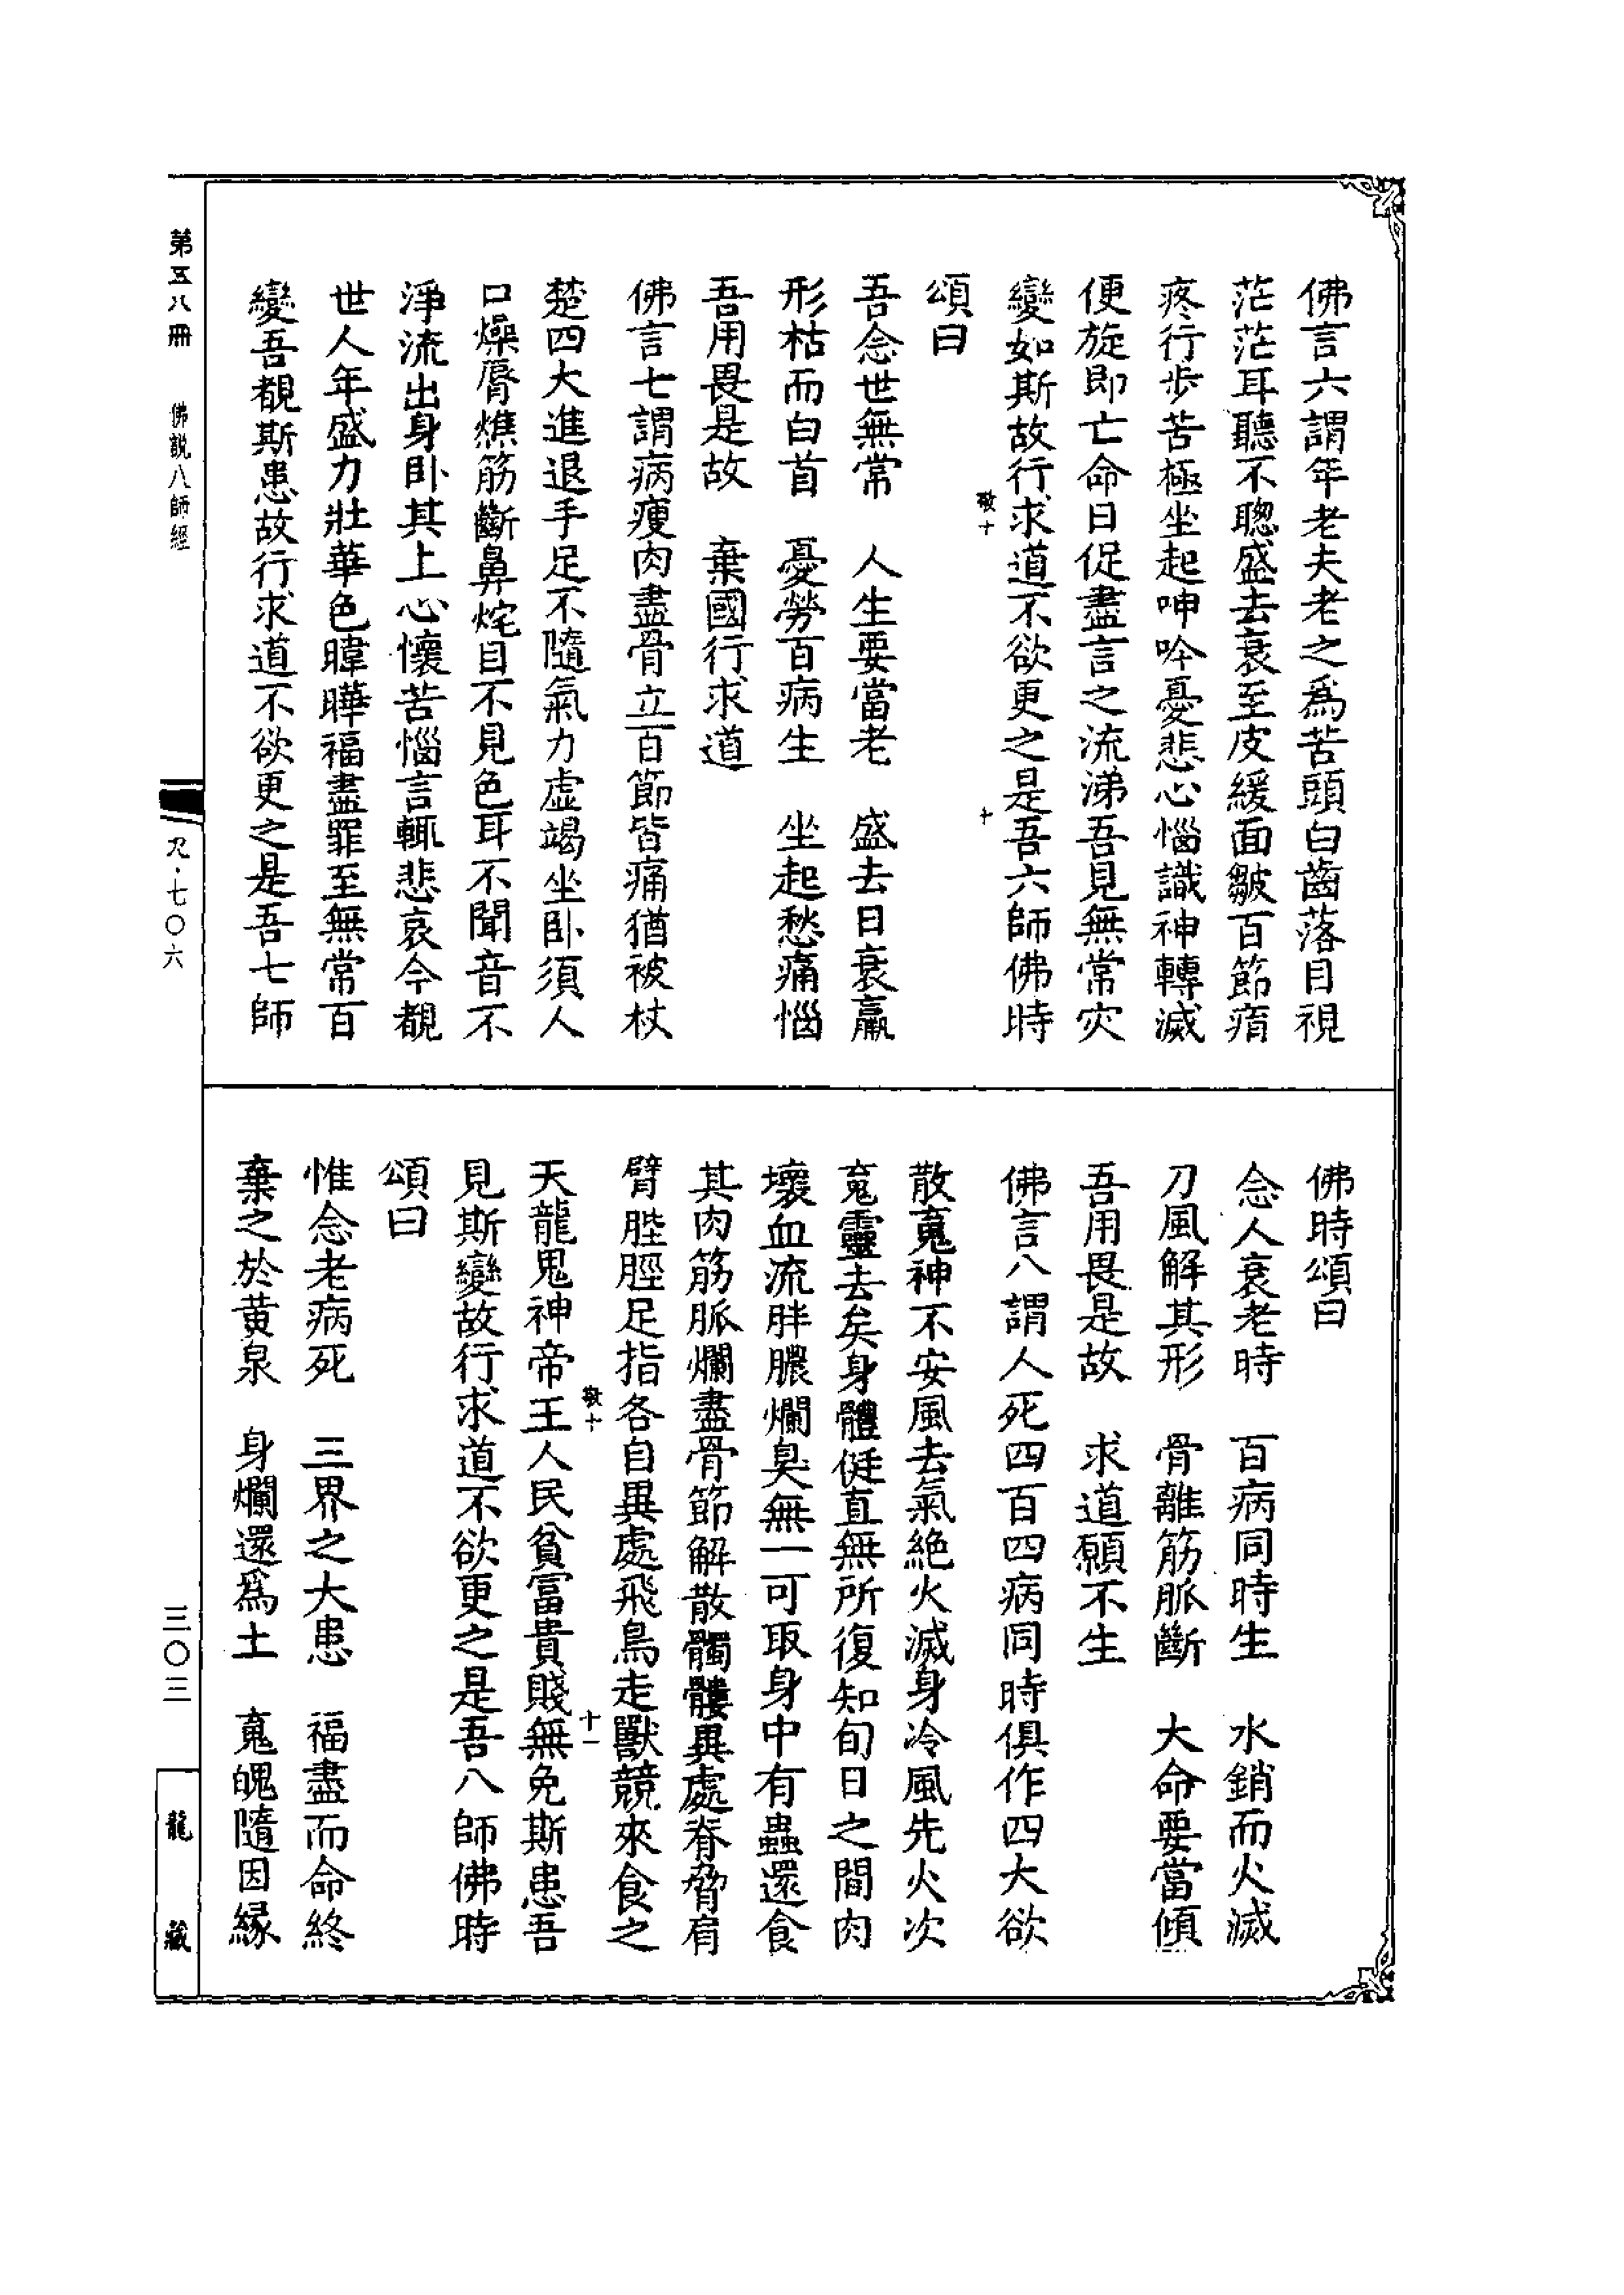 佛言六謂年老夫老之爲苦頭白齒落目視
茫茫耳聽不聰盛去衰至皮緩面皺百節痟
疼行步苦極坐起呻吟憂悲心惱識神轉滅
便旋即亡命日促盡言之流涕吾見無常灾
變如斯故行求道不欲更之是吾六師佛時
敬十
十
頌曰
吾念世無常　人生要當老　盛去日衰羸
形枯而白首　憂勞百病生　坐起愁痛惱
吾用畏是故　棄國行求道
佛言七謂病瘦肉盡骨立百節皆痛猶被杖
楚四大進退手足不隨氣力虛竭坐卧須人
口燥脣燋筋斷鼻㸰目不見色耳不聞音不
淨流出身卧其上心懷苦惱言輒悲哀今覩
世人年盛力壯華色暐曄福盡罪至無常百
變吾覩斯患故行求道不欲更之是吾七師
佛時頌曰
念人衰老時　百病同時生　水銷而火滅
刀風解其形　骨離筋脈斷　大命要當傾
吾用畏是故　求道願不生
佛言八謂人死四百四病同時俱作四大欲
散䰟神不安風去氣絶火滅身冷風先火次
䰟靈去矣身體侹直無所復知旬日之間肉
壞血流胮膿爛臭無一可取身中有蟲還食
其肉筋脈爛盡骨節解散髑髏異處脊脅肩
臂䏶脛足指各自異處飛鳥走獸競來食之
敬十
十一
天龍鬼神帝王人民貧富貴賤無免斯患吾
見斯變故行求道不欲更之是吾八師佛時
頌曰
惟念老病死　三界之大患　福盡而命終
棄之於黄泉　身爛還爲土　䰟魄隨因緣
第五八冊　佛說八師經
尺·七〇六
三〇三
龍藏